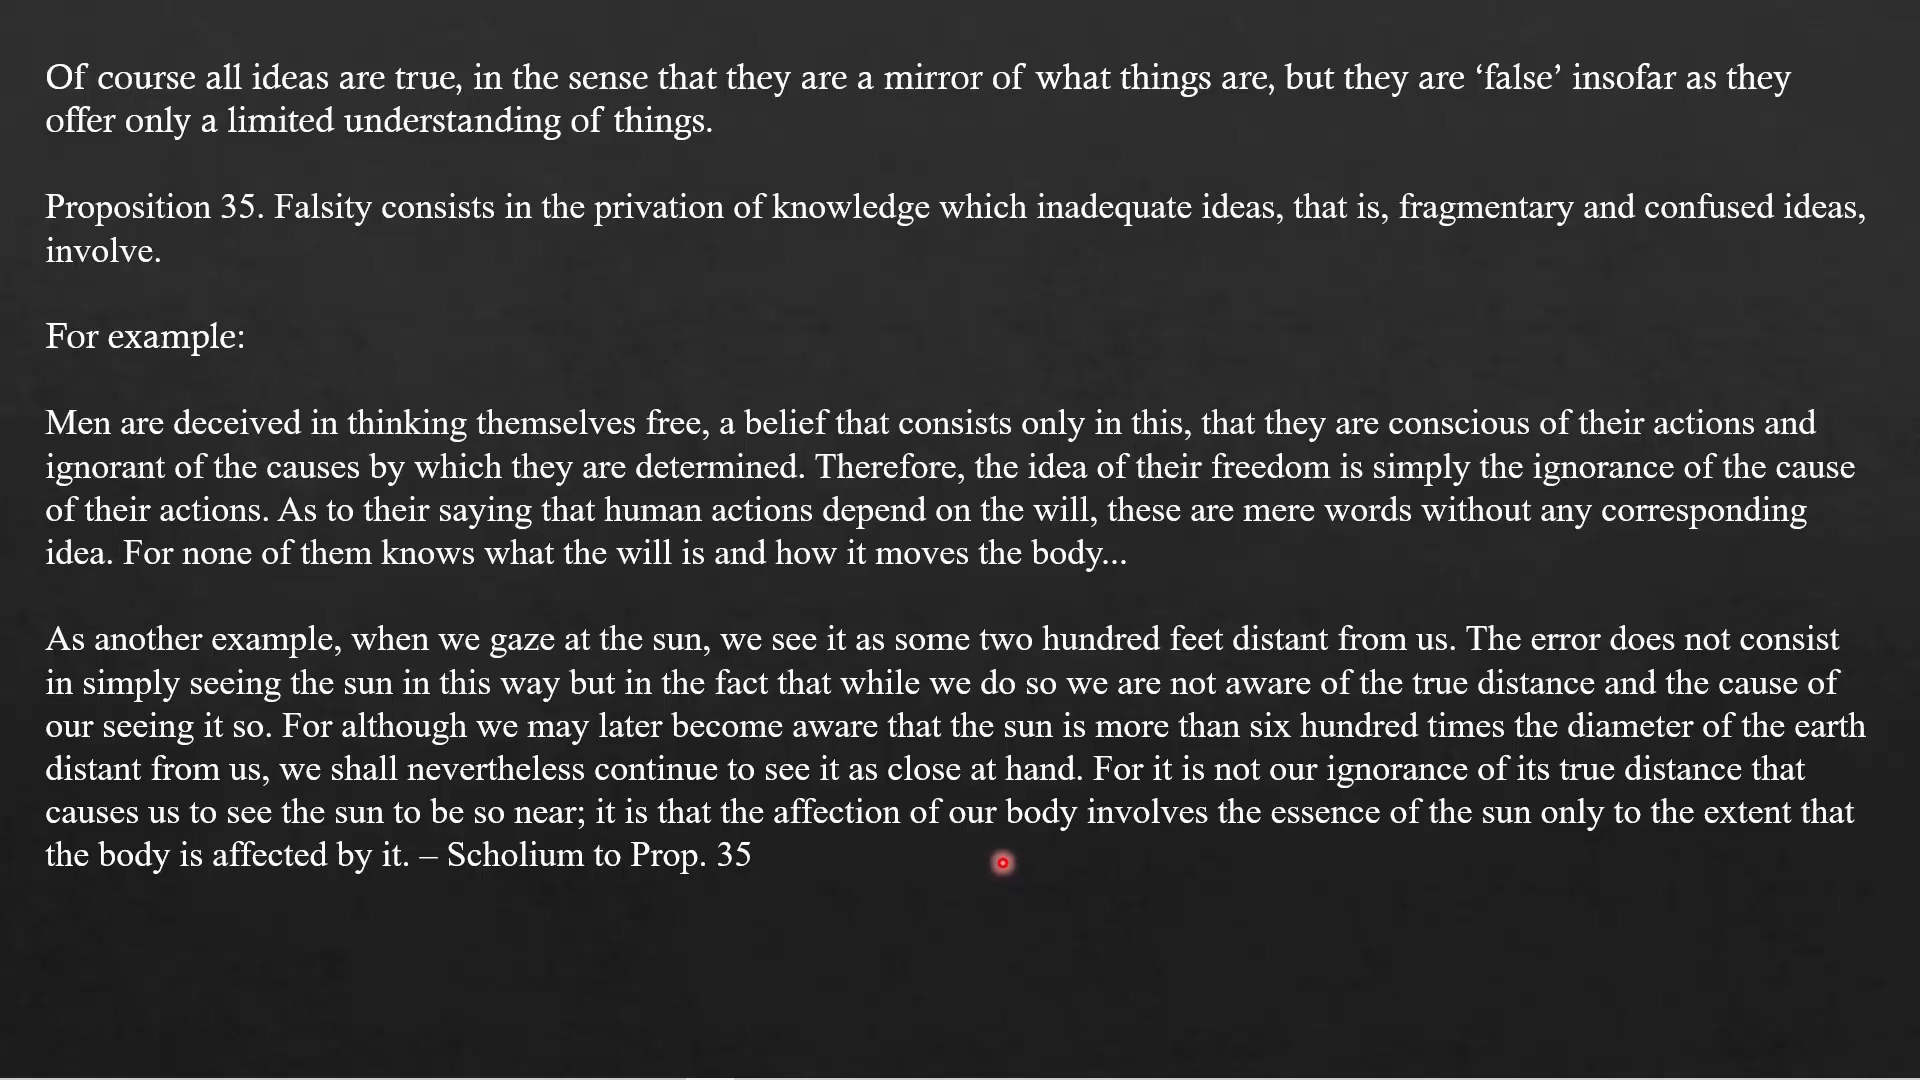 Of course all ideas are true, in the sense that they are a mirror of what things are, but they are ‘false’ insofar as they
offer only a limited understanding of things.
Proposition 35. Falsity consists in the privation of knowledge which inadequate ideas, that is, fragmentary and confused ideas,
involve.
For example:
Men are deceived in thinking themselves free, a belief that consists only in this, that they are conscious of their actions and
ignorant of the causes by which they are determined. Therefore, the idea of their freedom is simply the ignorance of the cause
of their actions. As to their saying that human actions depend on the will, these are mere words without any corresponding
idea. For none of them knows what the will is and how it moves the body...
As another example, when we gaze at the sun, we see it as some two hundred feet distant from us. The error does not consist
in simply seeing the sun in this way but in the fact that while we do so we are not aware of the true distance and the cause of
our seeing it so. For although we may later become aware that the sun is more than six hundred times the diameter of the earth
distant from us, we shall nevertheless continue to see it as close at hand. For it is not our ignorance of its true distance that
causes us to see the sun to be so near; it is that the affection of our body involves the essence of the sun only to the extent that
the body is affected by it. – Scholium to Prop. 35